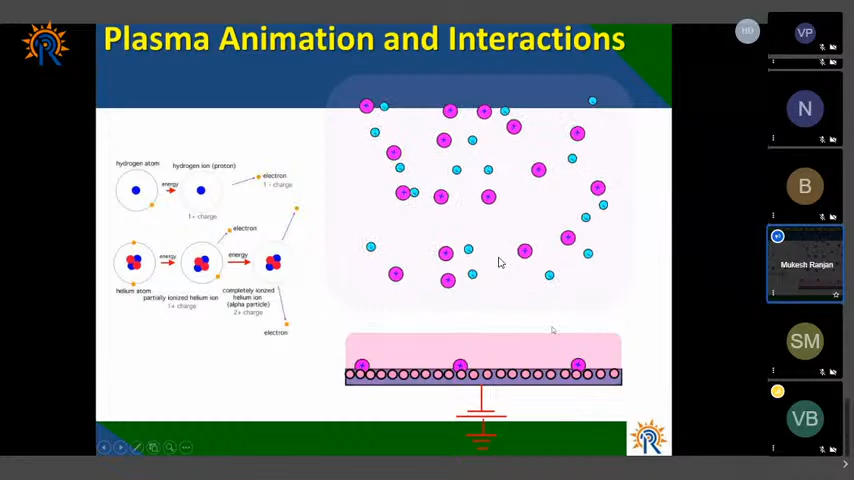 Plasma Animation and Interactions
HD
VP
N
B
Mukesh Ranjan
SM
VB
hydrogen atom
hydrogen ion (proton)
energy
electron
1- charge
1+ charge
electron
energy
energy
helium atom
partially ionized helium ion
1+ charge
completely ionized
helium ion
(alpha particle)
2+ charge
electron